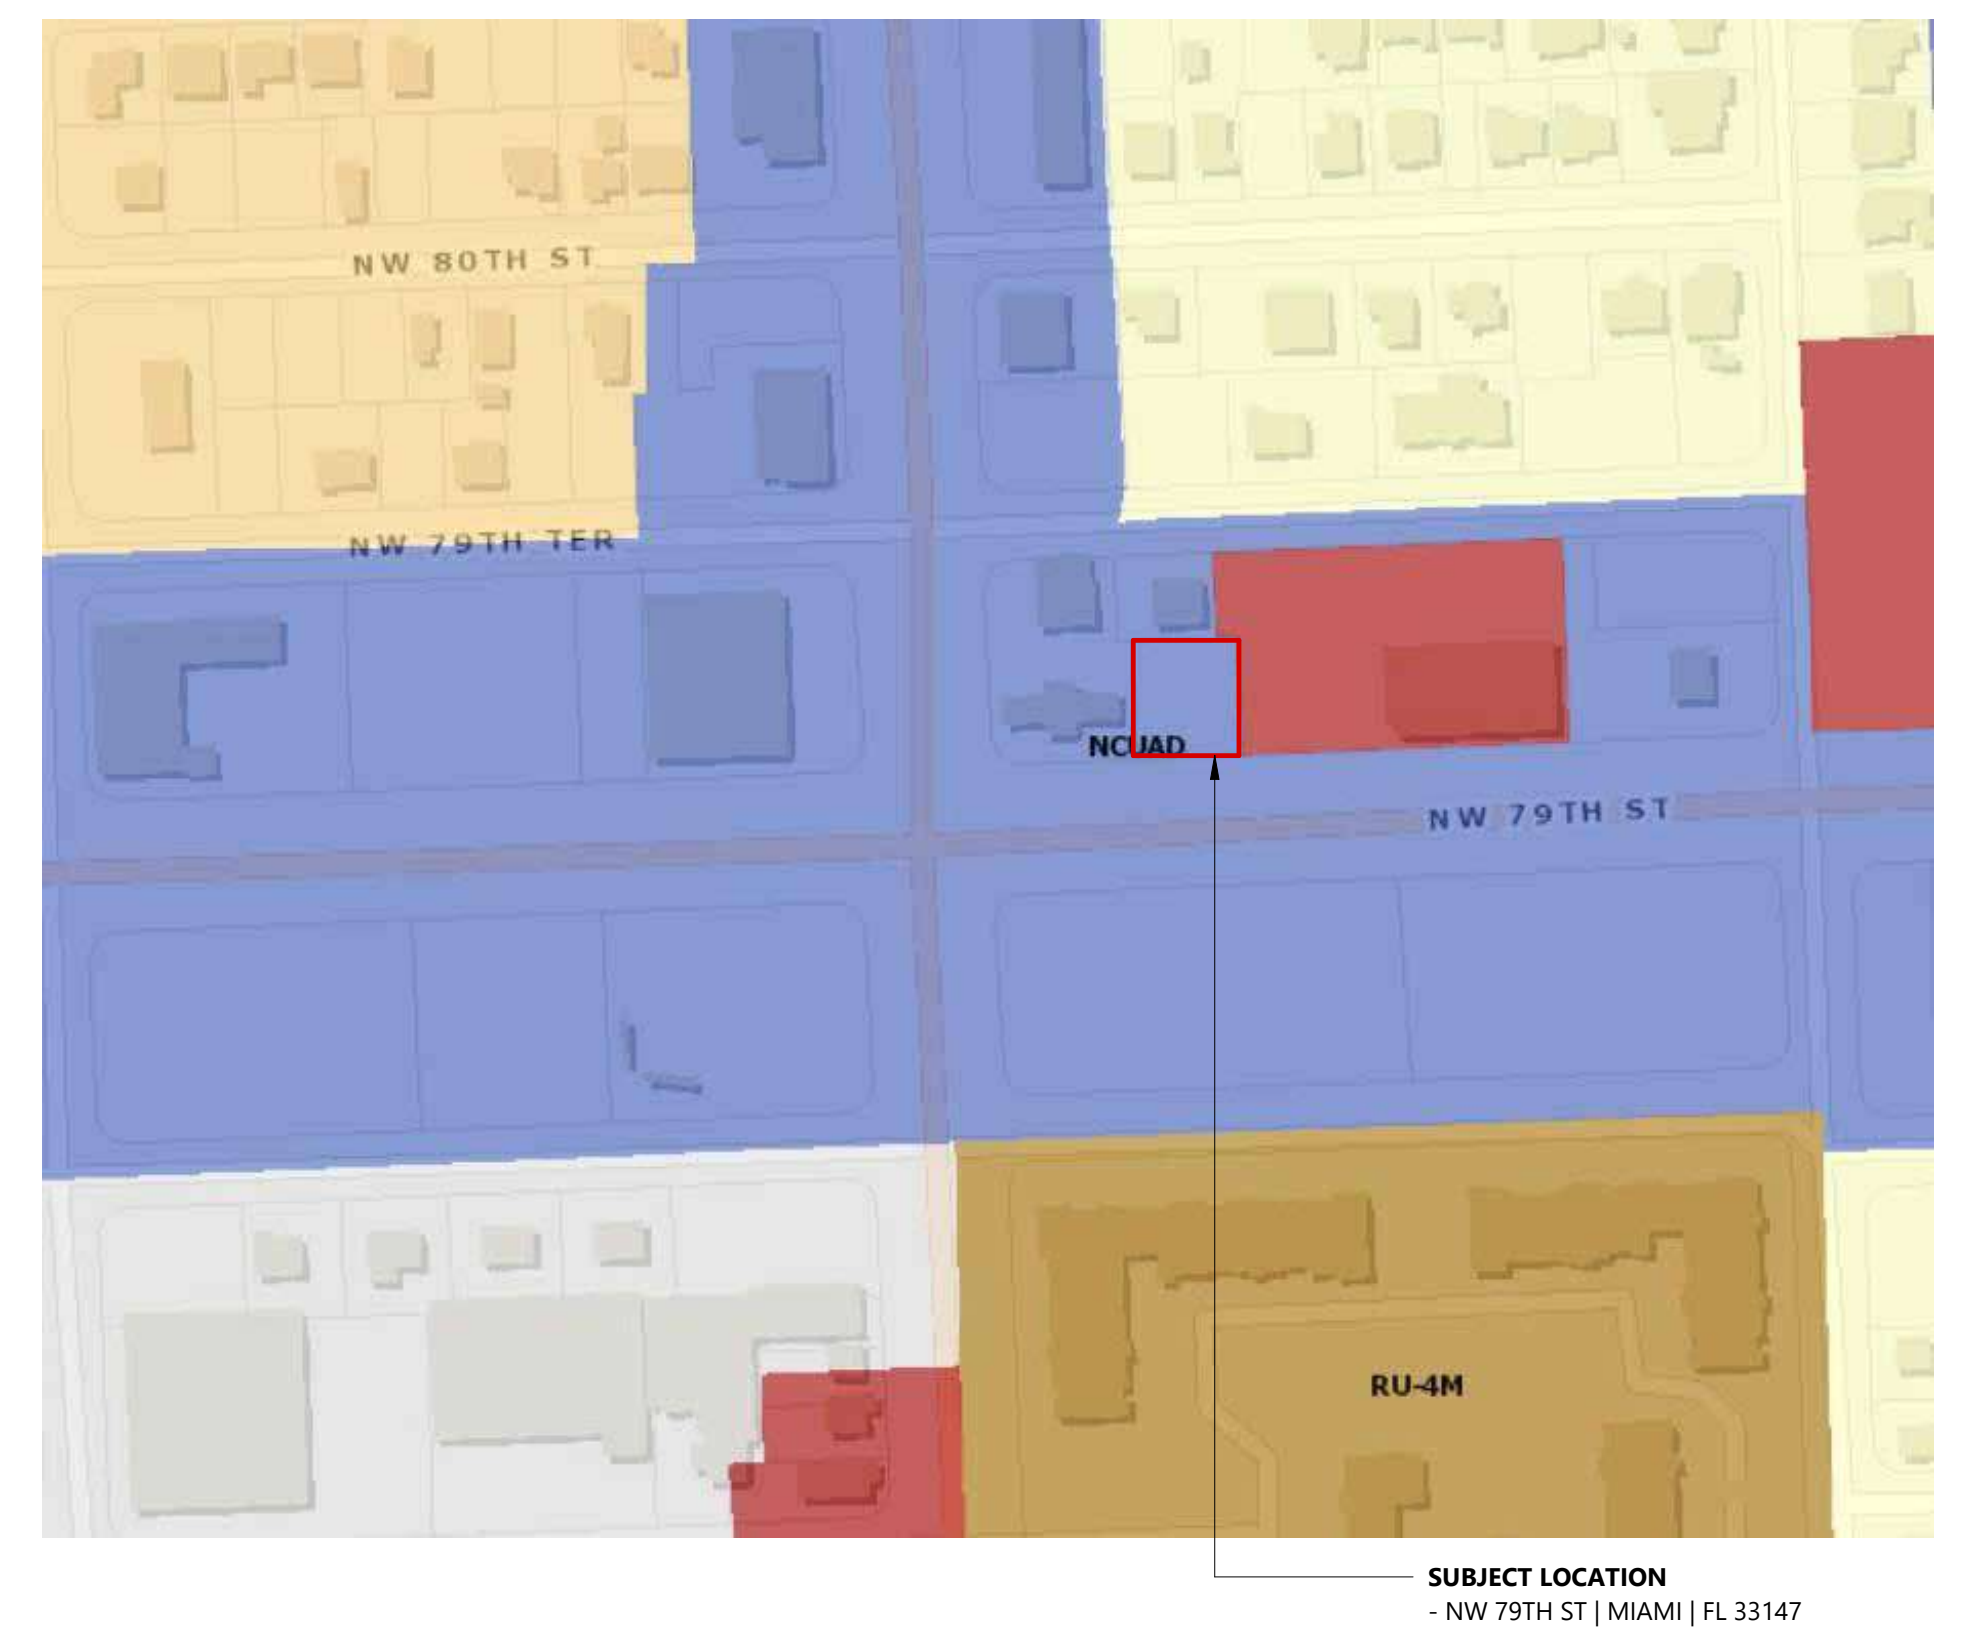 NW 80TH ST
NW 79TH TER
NCUAD
NW 79TH ST
RU-4M
SUBJECT LOCATION
- NW 79TH ST | MIAMI | FL 33147